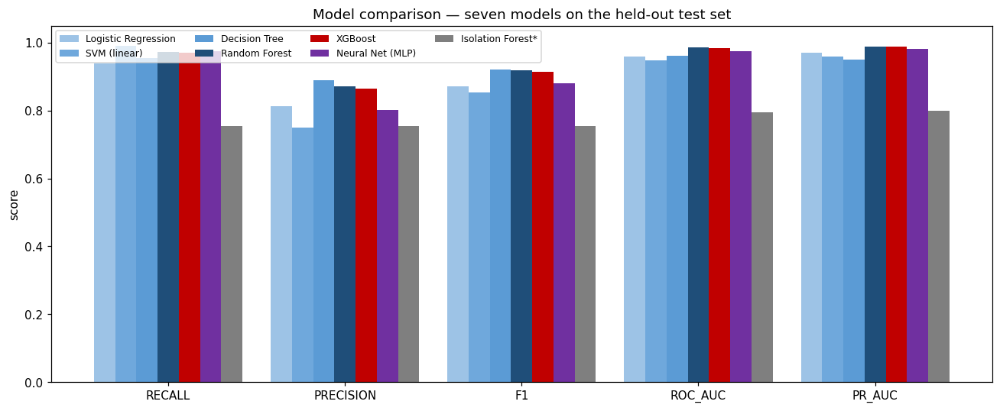 Model comparison — seven models on the held-out test set
Logistic Regression
SVM (linear)
Decision Tree
Random Forest
XGBoost
Neural Net (MLP)
Isolation Forest*
score
1.0
0.8
0.6
0.4
0.2
0.0
RECALL
PRECISION
F1
ROC_AUC
PR_AUC